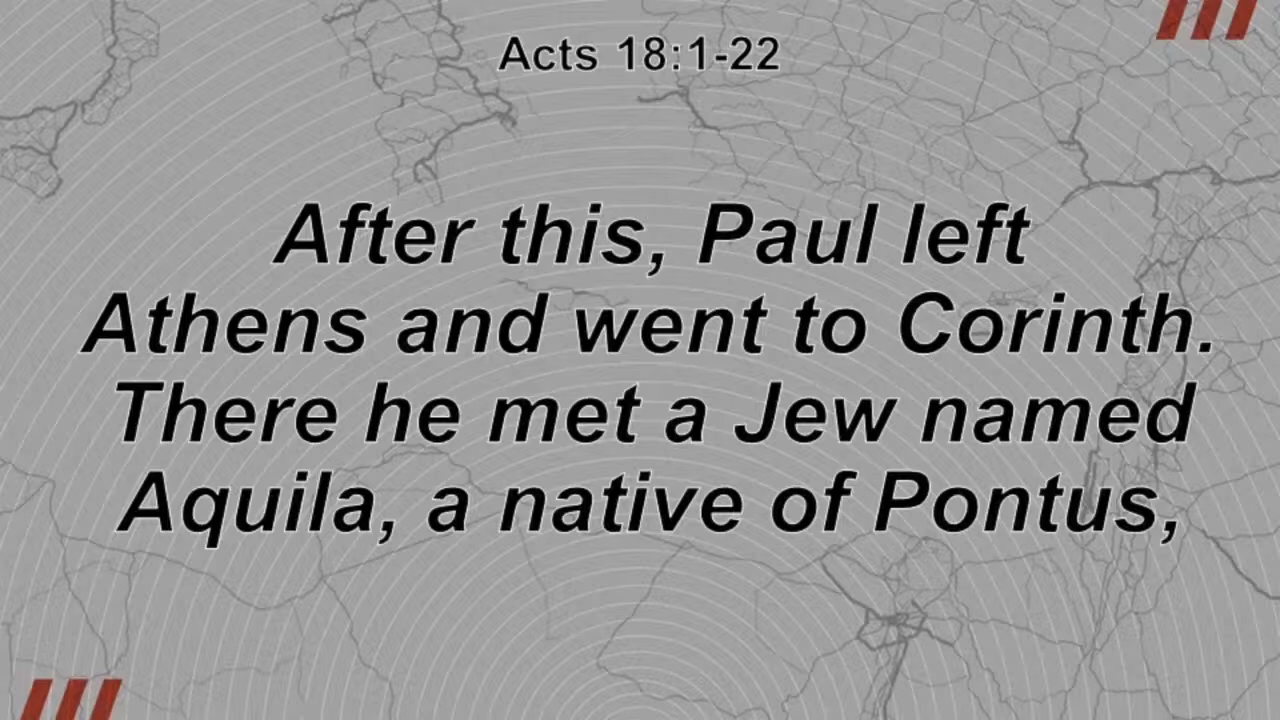 Acts 18:1-22
After this, Paul left
Athens and went to Corinth.
There he met a Jew named
Aquila, a native of Pontus,